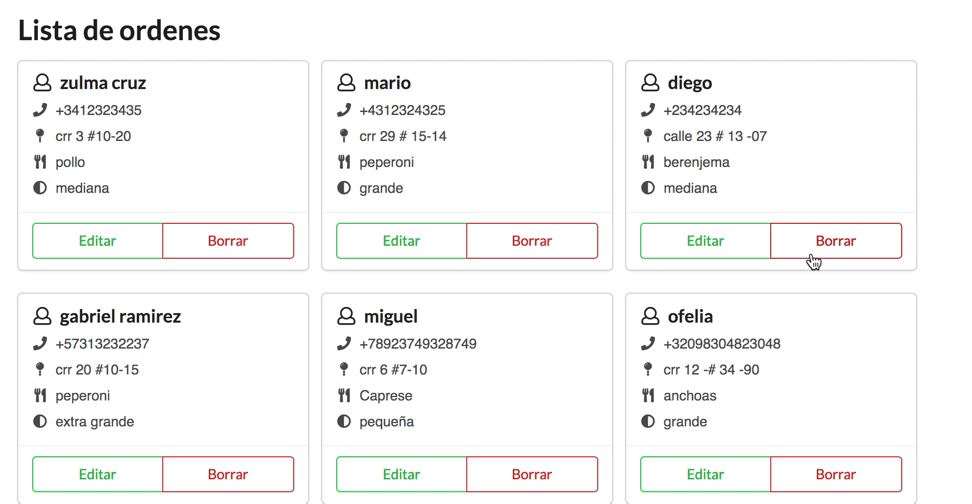 Lista de ordenes
zulma cruz
+3412323435
crr 3 #10-20
pollo
mediana
Editar
Borrar
mario
+4312324325
crr 29 # 15-14
peperoni
grande
Editar
Borrar
diego
+234234234
calle 23 # 13 -07
berenjema
mediana
Editar
Borrar
gabriel ramirez
+57313232237
crr 20 #10-15
peperoni
extra grande
Editar
Borrar
miguel
+78923749328749
crr 6 #7-10
Caprese
pequeña
Editar
Borrar
ofelia
+32098304823048
crr 12 -# 34 -90
anchoas
grande
Editar
Borrar